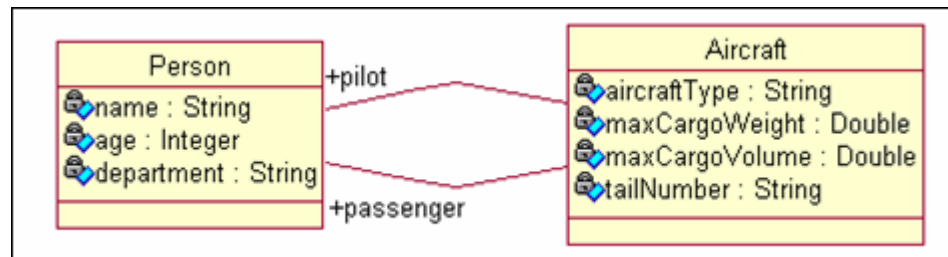 Person
name : String
age : Integer
department : String
+pilot
+passenger
Aircraft
aircraftType : String
maxCargoWeight : Double
maxCargoVolume : Double
tailNumber : String